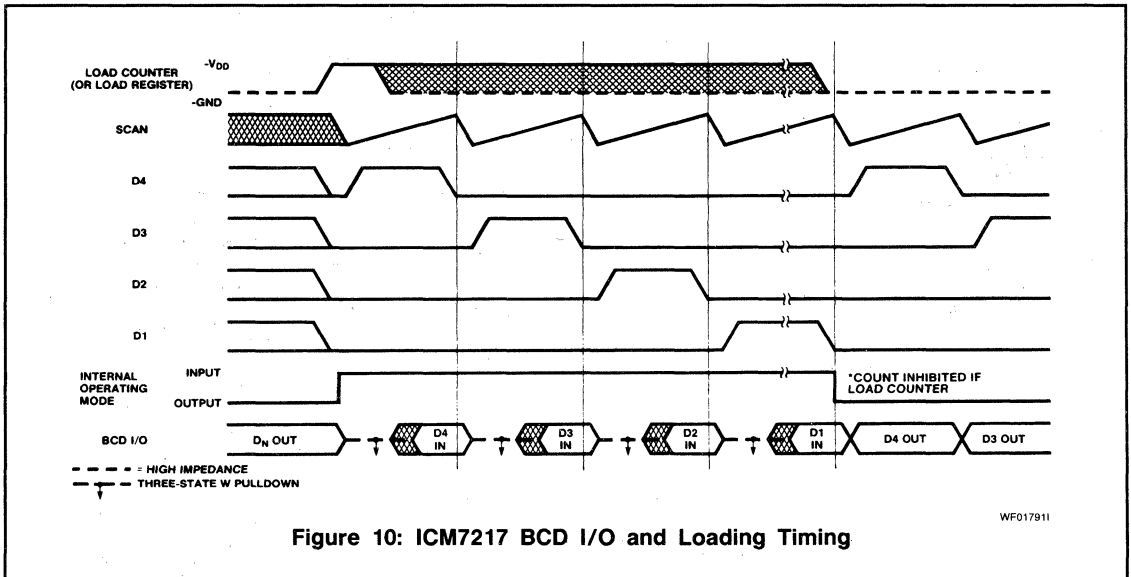 LOAD COUNTER
(OR LOAD REGISTER)
-VDD
-GND
SCAN
D4
D3
D2
D1
INTERNAL
OPERATING
MODE
INPUT
OUTPUT
*COUNT INHIBITED IF
LOAD COUNTER
BCD I/O
DN OUT
D4
IN
D3
IN
D2
IN
D1
IN
D4 OUT
D3 OUT
= HIGH IMPEDANCE
THREE-STATE W PULLDOWN
WF01791I
Figure 10: ICM7217 BCD I/O and Loading Timing